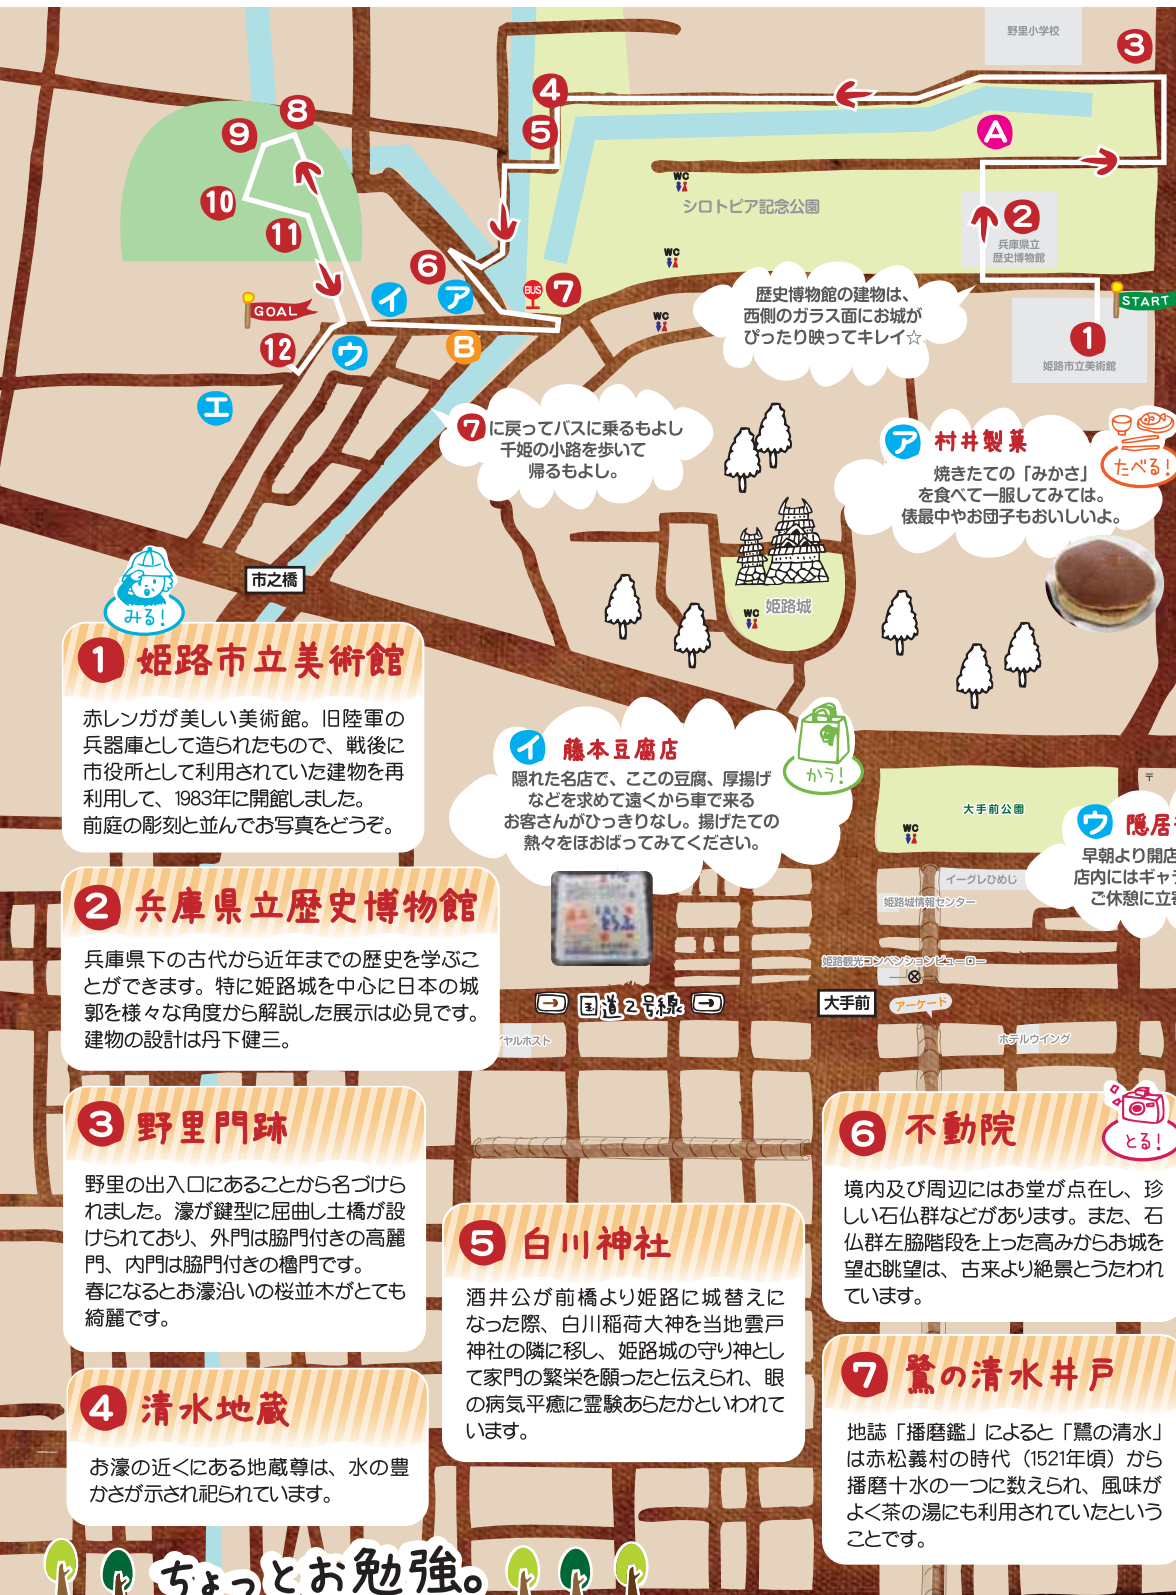 野里小学校
3
4
8
9
5
A
10
WC
シロトピア記念公園
2
兵庫県立
歴史博物館
11
WC
6
イ
ア
BUS
7
歴史博物館の建物は、
西側のガラス面にお城が
ぴったり映ってキレイ☆
START
GOAL
WC
B
1
姫路市立美術館
12
ウ
エ
7に戻ってバスに乗るもよし
千姫の小路を歩いて
帰るもよし。
ア 村井製菓
たべる!
焼きたての「みかさ」
を食べて一服してみては。
俵最中やお団子もおいしいよ。
市之橋
WC
姫路城
みる!
1 姫路市立美術館
赤レンガが美しい美術館。旧陸軍の
兵器庫として造られたもので、戦後に
市役所として利用されていた建物を再
利用して、1983年に開館しました。
前庭の彫刻と並んでお写真をどうぞ。
イ 藤本豆腐店
かう!
隠れた名店で、ここの豆腐、厚揚げ
などを求めて遠くから車で来る
お客さんがひっきりなし。揚げたての
熱々をほおばってみてください。
〒
大手前公園
WC
ウ 隠居
早朝より開店
店内にはギャラ
ご休憩に立寄
イーグレひめじ
姫路城情報センター
姫路観光コンベンションビューロー
2 兵庫県立歴史博物館
兵庫県下の古代から近年までの歴史を学ぶこ
とができます。特に姫路城を中心に日本の城
郭を様々な角度から解説した展示は必見です。
建物の設計は丹下健三。
国道2号線
大手前
アーケード
イヤルホスト
ホテルウイング
3 野里門跡
野里の出入口にあることから名づけら
れました。濠が鍵型に屈曲し土橋が設
けられており、外門は脇門付きの高麗
門、内門は脇門付きの櫓門です。
春になるとお濠沿いの桜並木がとても
綺麗です。
4 清水地蔵
お濠の近くにある地蔵尊は、水の豊
かさが示され祀られています。
5 白川神社
酒井公が前橋より姫路に城替えに
なった際、白川稲荷大神を当地雲戸
神社の隣に移し、姫路城の守り神とし
て家門の繁栄を願ったと伝えられ、眼
の病気平癒に霊験あらたかといわれて
います。
6 不動院
とる!
境内及び周辺にはお堂が点在し、珍
しい石仏群などがあります。また、石
仏群左脇階段を上った高みからお城を
望む眺望は、古来より絶景とうたわれ
ています。
7 鷺の清水井戸
地誌「播磨鑑」によると「鷺の清水」
は赤松義村の時代（1521年頃）から
播磨十水の一つに数えられ、風味が
よく茶の湯にも利用されていたという
ことです。
ちょっとお勉強。